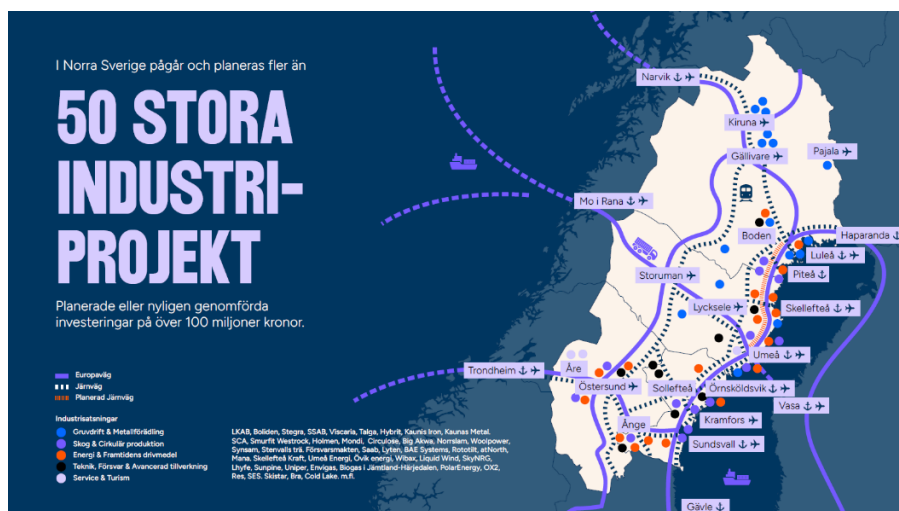 I Norra Sverige pågår och planeras fler än
50 STORA
INDUSTRI-
PROJEKT
Planerade eller nyligen genomförda
investeringar på över 100 miljoner kronor.
Europaväg
Järnväg
Planerad Järnväg
Industrisatsningar
Gruvdrift & Metallförädling
Skog & Cirkulär produktion
Energi & Framtidens drivmedel
Teknik, Försvar & Avancerad tillverkning
Service & Turism
LKAB, Boliden, Stegra, SSAB, Viscaria, Talga, Hybrit, Kaunis Iron, Kaunas Metal.
SCA, Smurfit Westrock, Holmen, Mondi, Circulose, Big Akwa, Norrslam, Woolpower,
Synsam, Stenvalls trä. Försvarsmakten, Saab, Lyten, BAE Systems, Rototilt, atNorth,
Mana. Skellefteå Kraft, Umeå Energi, Övik energi, Wibax, Liquid Wind, SkyNRG,
Lhyfe, Sunpine, Uniper, Envigas, Biogas i Jämtland-Härjedalen, PolarEnergy, OX2,
Res, SES. Skistar, Bra, Cold Lake. m.fl.
Narvik
Kiruna
Gällivare
Pajala
Mo i Rana
Boden
Haparanda
Luleå
Storuman
Piteå
Lycksele
Skellefteå
Umeå
Trondheim
Åre
Östersund
Sollefteå
Örnsköldsvik
Vasa
Ånge
Kramfors
Sundsvall
Gävle